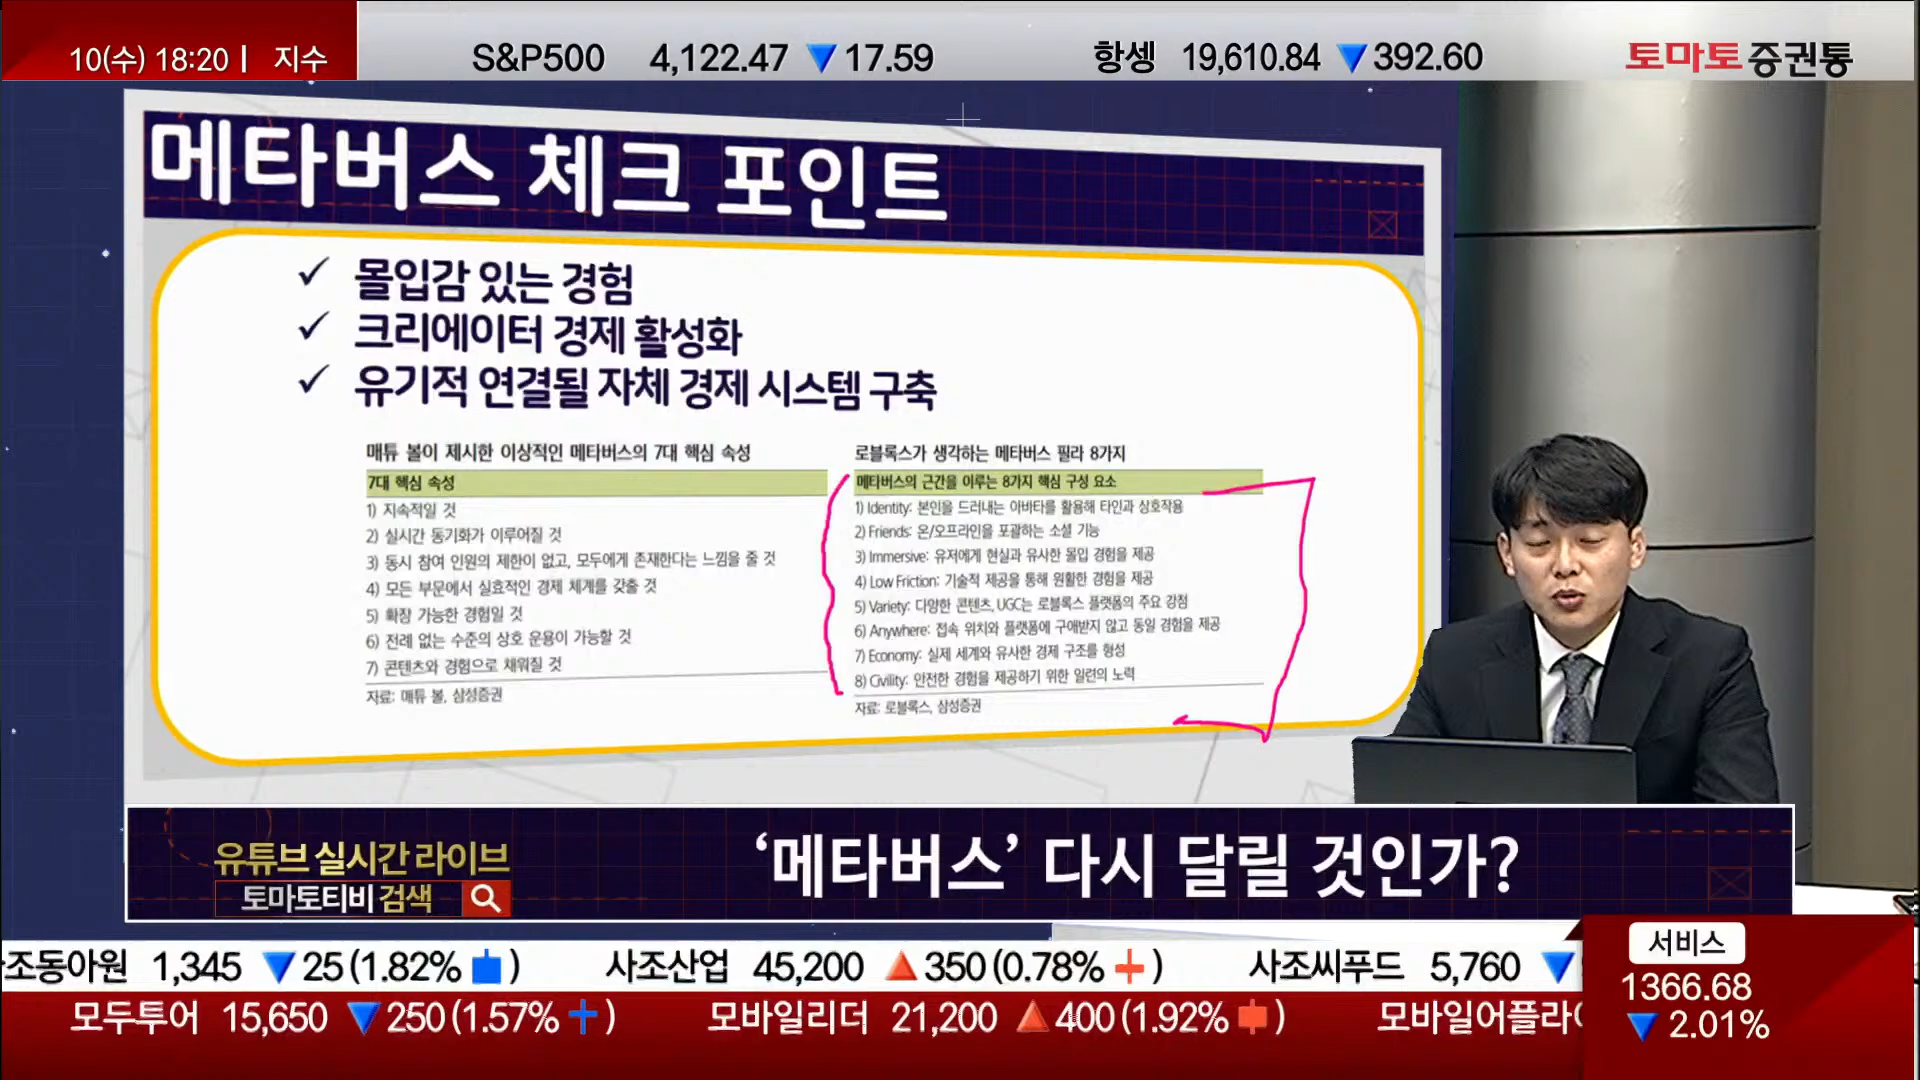 10(수) 18:20 | 지수
S&P500 4,122.47 ▼17.59 항셍 19,610.84 ▼392.60
토마토증권통
메타버스 체크 포인트
✓ 몰입감 있는 경험
✓ 크리에이터 경제 활성화
✓ 유기적 연결될 자체 경제 시스템 구축
매튜 볼이 제시한 이상적인 메타버스의 7대 핵심 속성
7대 핵심 속성
1) 지속적일 것
2) 실시간 동기화가 이루어질 것
3) 동시 참여 인원의 제한이 없고, 모두에게 존재한다는 느낌을 줄 것
4) 모든 부문에서 실효적인 경제 체계를 갖출 것
5) 확장 가능한 경험일 것
6) 전례 없는 수준의 상호 운용이 가능할 것
7) 콘텐츠와 경험으로 채워질 것
자료: 매튜 볼, 삼성증권
로블록스가 생각하는 메타버스 필라 8가지
메타버스의 근간을 이루는 8가지 핵심 구성 요소
1) Identity: 본인을 드러내는 아바타를 활용해 타인과 상호작용
2) Friends: 온/오프라인을 포괄하는 소셜 기능
3) Immersive: 유저에게 현실과 유사한 몰입 경험을 제공
4) Low Friction: 기술적 제공을 통해 원활한 경험을 제공
5) Variety: 다양한 콘텐츠, UGC는 로블록스 플랫폼의 주요 강점
6) Anywhere: 접속 위치와 플랫폼에 구애받지 않고 동일 경험을 제공
7) Economy: 실제 세계와 유사한 경제 구조를 형성
8) Civility: 안전한 경험을 제공하기 위한 일련의 노력
자료: 로블록스, 삼성증권
유튜브 실시간 라이브
토마토티비 검색
‘메타버스’ 다시 달릴 것인가?
조동아원 1,345 ▼25(1.82%) 사조산업 45,200 ▲350(0.78%) 사조씨푸드 5,760 ▼
모두투어 15,650 ▼250(1.57%) 모바일리더 21,200 ▲400(1.92%) 모바일어플라이
서비스
1366.68
▼ 2.01%